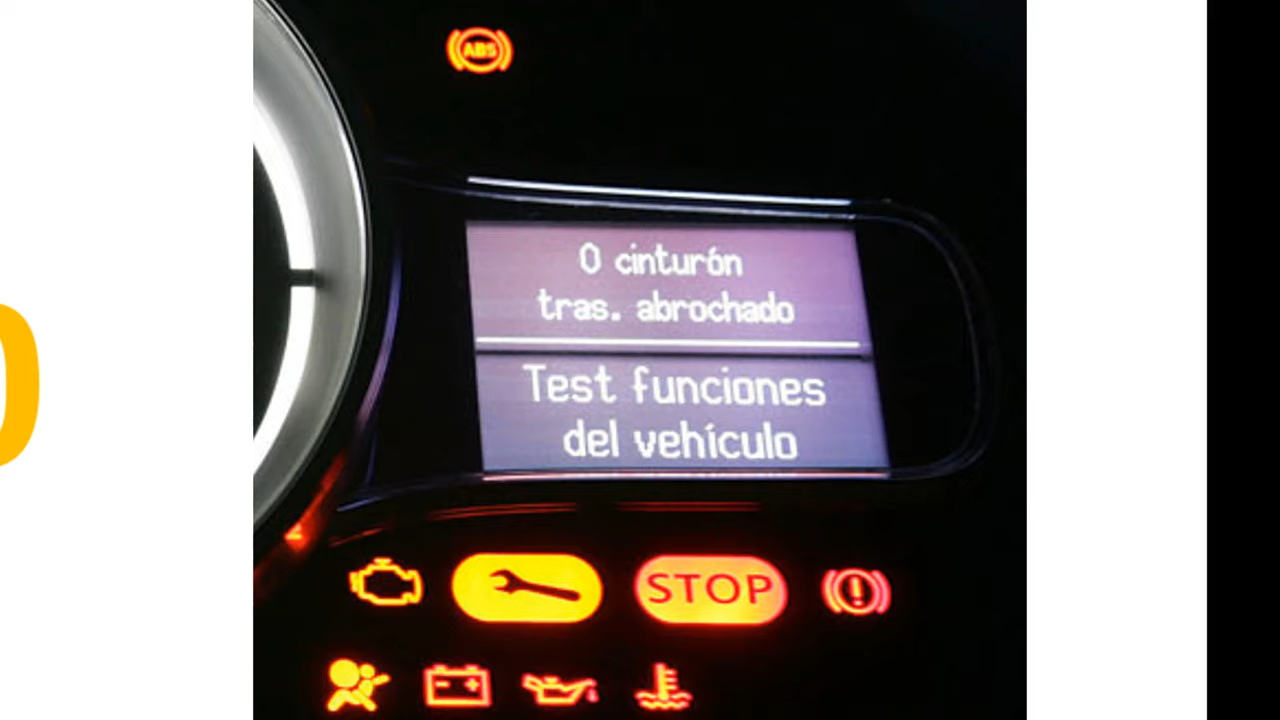 ABS
0 cinturón
tras. abrochado
Test funciones
del vehículo
STOP